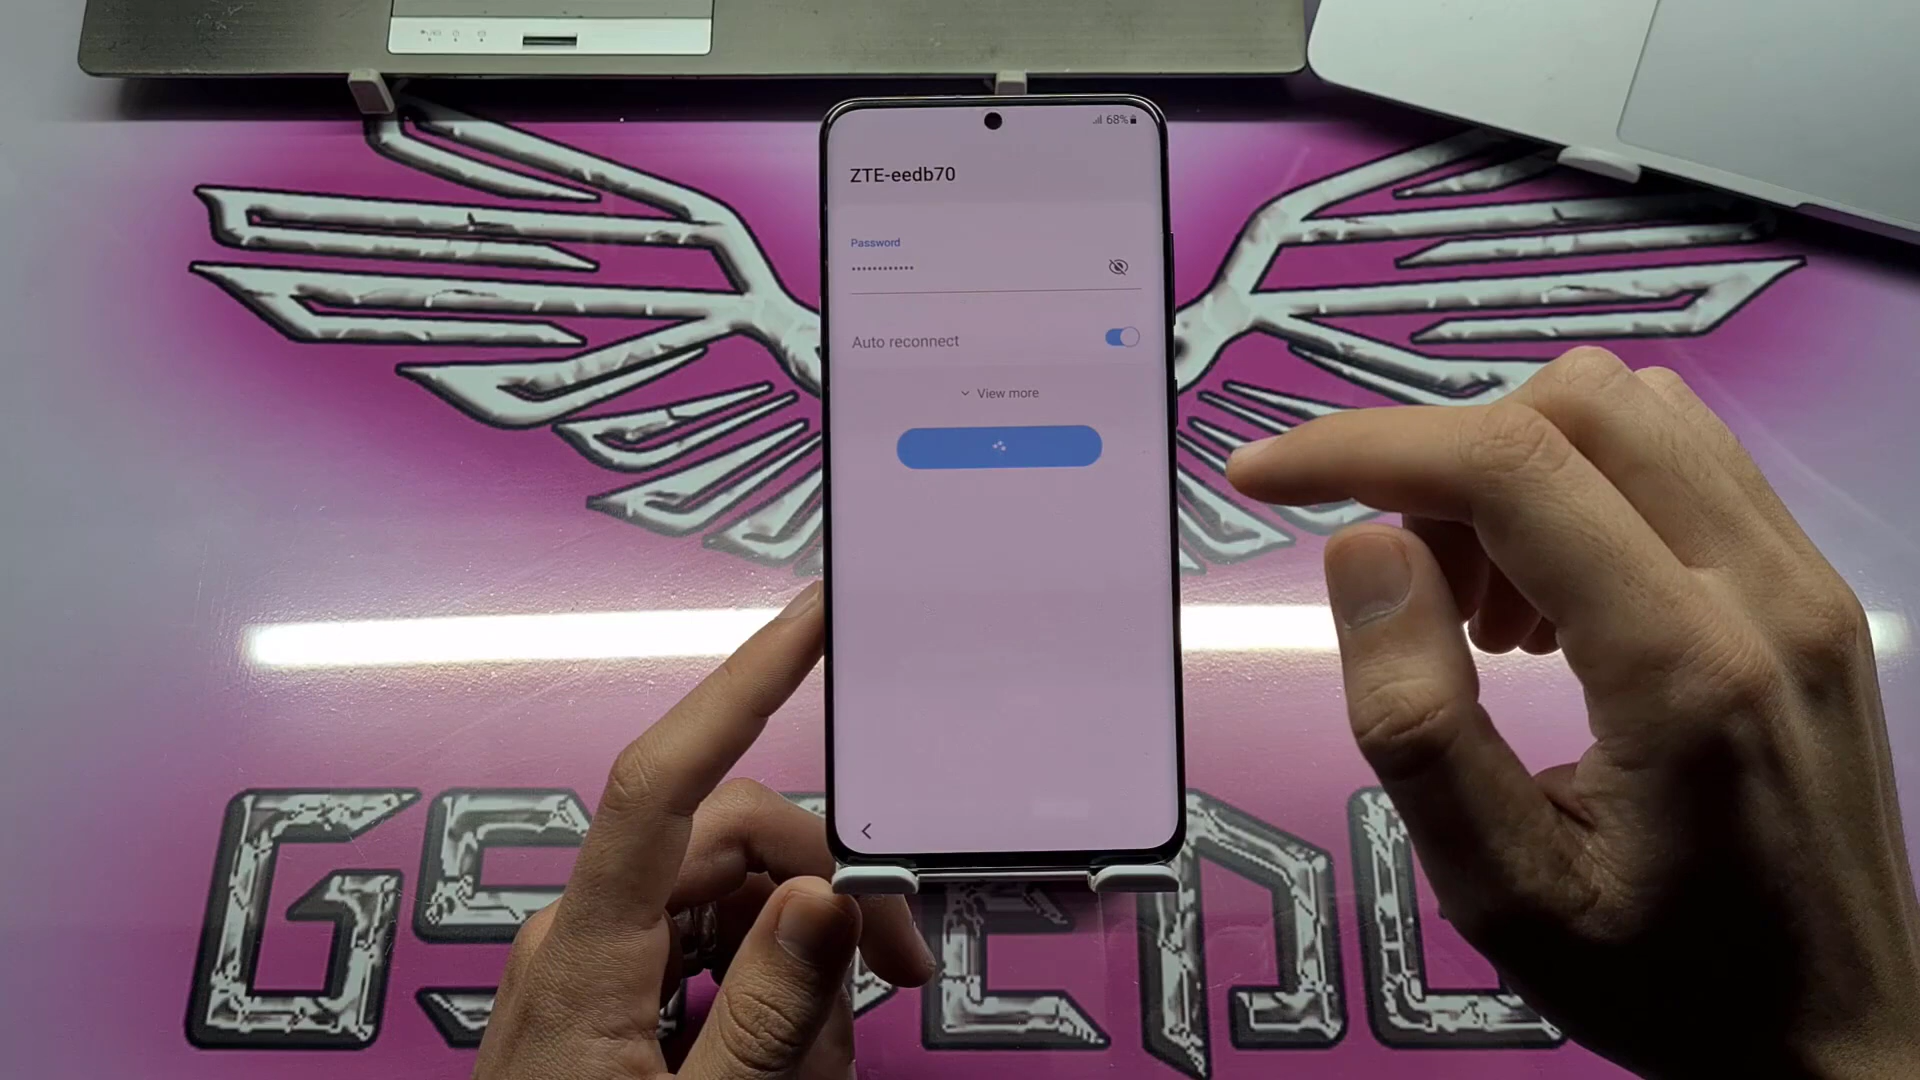 68%
ZTE-eedb70
Password
••••••••••••
Auto reconnect
View more